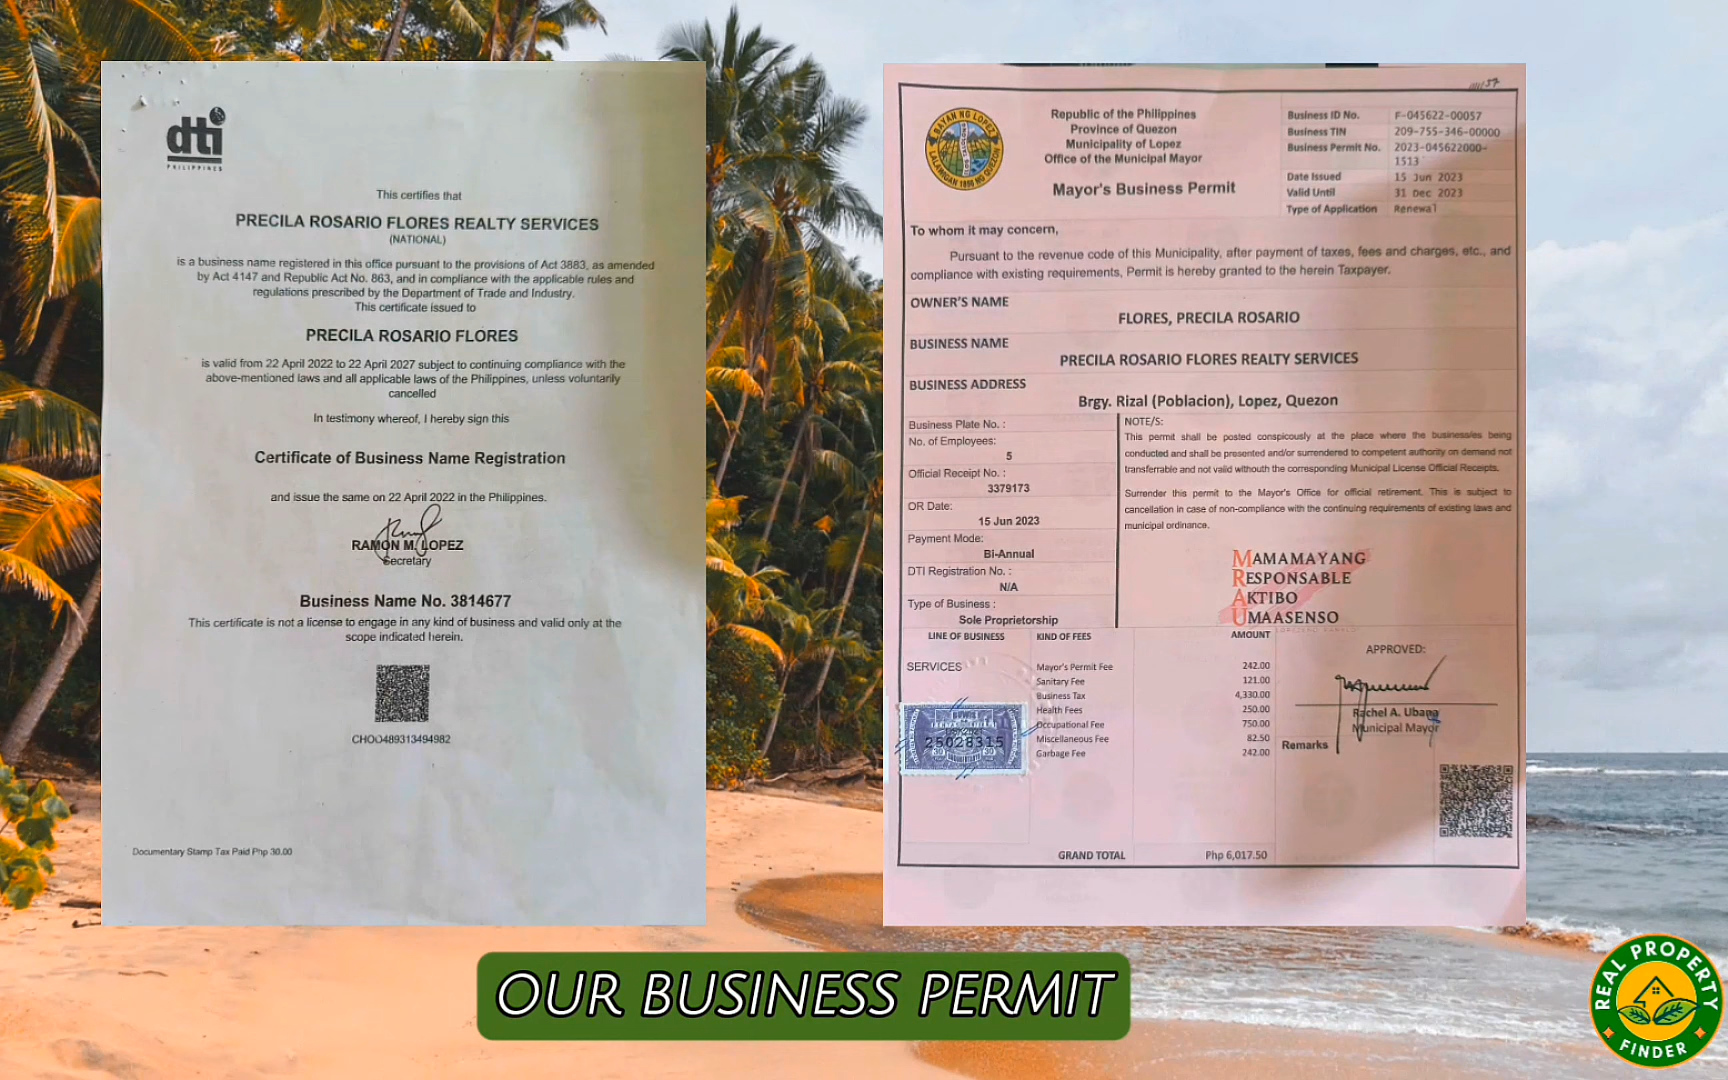 dti
PHILIPPINES
This certifies that
PRECILA ROSARIO FLORES REALTY SERVICES
(NATIONAL)
is a business name registered in this office pursuant to the provisions of Act 3883, as amended
by Act 4147 and Republic Act No. 863, and in compliance with the applicable rules and
regulations prescribed by the Department of Trade and Industry.
This certificate issued to
PRECILA ROSARIO FLORES
is valid from 22 April 2022 to 22 April 2027 subject to continuing compliance with the
above-mentioned laws and all applicable laws of the Philippines, unless voluntarily
cancelled
In testimony whereof, I hereby sign this
Certificate of Business Name Registration
and issue the same on 22 April 2022 in the Philippines.
RAMON M. LOPEZ
Secretary
Business Name No. 3814677
This certificate is not a license to engage in any kind of business and valid only at the
scope indicated herein.
CHOO489313494982
Documentary Stamp Tax Paid Php 30.00
BAYAN NG LOPEZ
LALAWIGAN NG QUEZON
Republic of the Philippines
Province of Quezon
Municipality of Lopez
Office of the Municipal Mayor
Mayor's Business Permit
Business ID No. F-045622-00057
Business TIN 209-755-346-00000
Business Permit No. 2023-045622000-
1513
Date Issued 15 Jun 2023
Valid Until 31 Dec 2023
Type of Application Renewal
To whom it may concern,
Pursuant to the revenue code of this Municipality, after payment of taxes, fees and charges, etc., and
compliance with existing requirements, Permit is hereby granted to the herein Taxpayer.
OWNER'S NAME
FLORES, PRECILA ROSARIO
BUSINESS NAME
PRECILA ROSARIO FLORES REALTY SERVICES
BUSINESS ADDRESS
Brgy. Rizal (Poblacion), Lopez, Quezon
Business Plate No. :
No. of Employees:
5
Official Receipt No. :
3379173
OR Date:
15 Jun 2023
Payment Mode:
Bi-Annual
DTI Registration No. :
N/A
Type of Business :
Sole Proprietorship
NOTE/S:
This permit shall be posted conspicuously at the place where the business/es being
conducted and shall be presented and/or surrendered to competent authority on demand not
transferrable and not valid withouth the corresponding Municipal License Official Receipts.
Surrender this permit to the Mayor's Office for official retirement. This is subject to
cancellation in case of non-compliance with the continuing requirements of existing laws and
municipal ordinance.
MAMAMAYANG
RESPONSABLE
AKTIBO
UMAASENSO
LINE OF BUSINESS KIND OF FEES AMOUNT
SERVICES
Mayor's Permit Fee 242.00
Sanitary Fee 121.00
Business Tax 4,330.00
Health Fees 250.00
Occupational Fee 750.00
Miscellaneous Fee 82.50
Garbage Fee 242.00
25028315
APPROVED:
Rachel A. Ubana
Municipal Mayor
Remarks
GRAND TOTAL Php 6,017.50
OUR BUSINESS PERMIT
REAL PROPERTY
FINDER